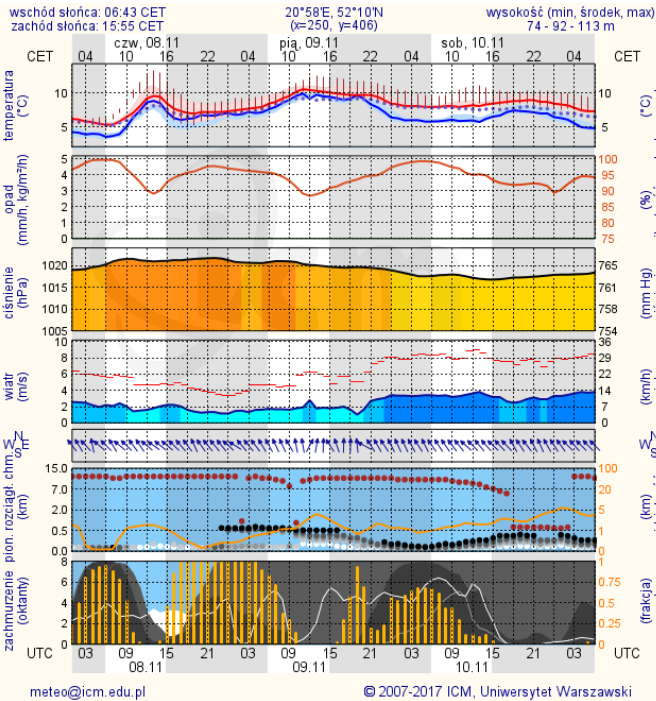 wschód słońca: 06:43 CET 20°58'E, 52°10'N wysokość (min, środek, max)
zachód słońca: 15:55 CET (x=250, y=406) 74 - 92 - 113 m
czw, 08.11 pią, 09.11 sob, 10.11
CET 04 10 16 22 04 10 16 22 04 10 16 22 04 CET
temperatura
(°C)
10
5
10
5
(°C)
opad
(mm/h, kg/m²/h)
5
4
3
2
1
0
100
95
90
85
80
75
(%)
ciśnienie
(hPa)
1020
1015
1010
1005
765
761
758
754
(mm Hg)
wiatr
(m/s)
10
8
6
4
2
0
36
29
22
14
7
0
(km/h)
N
W E
S
N
W
S
pion. rozciągł. chm.
(km)
15.0
7.0
2.0
0.5
0.0
100
20
5
1
0
(km)
zachmurzenie
(oktanty)
8
6
4
2
0
1
0.75
0.5
0.25
0
(frakcja)
UTC 03 09 15 21 03 09 15 21 03 09 15 21 03 UTC
08.11 09.11 10.11
meteo@icm.edu.pl © 2007-2017 ICM, Uniwersytet Warszawski